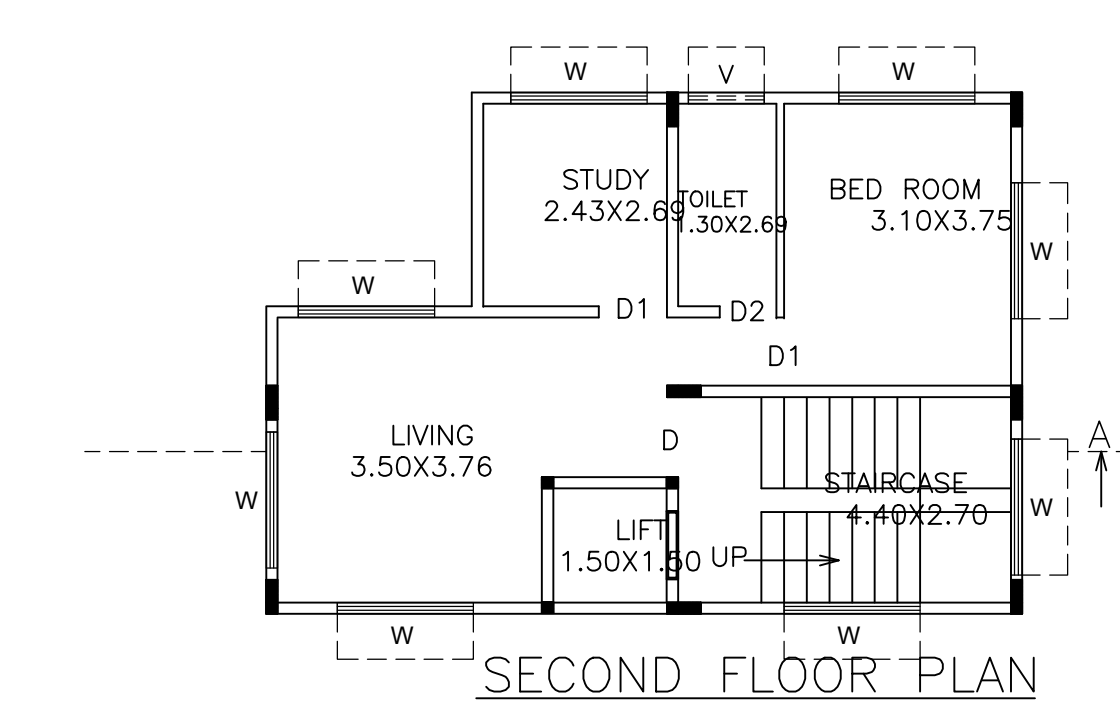 W
V
W
STUDY
2.43X2.69
TOILET
1.30X2.69
BED ROOM
3.10X3.75
W
W
D1
D2
D1
LIVING
3.50X3.76
D
A
W
STAIRCASE
4.40X2.70
W
LIFT
1.50X1.50
UP
W
W
SECOND FLOOR PLAN